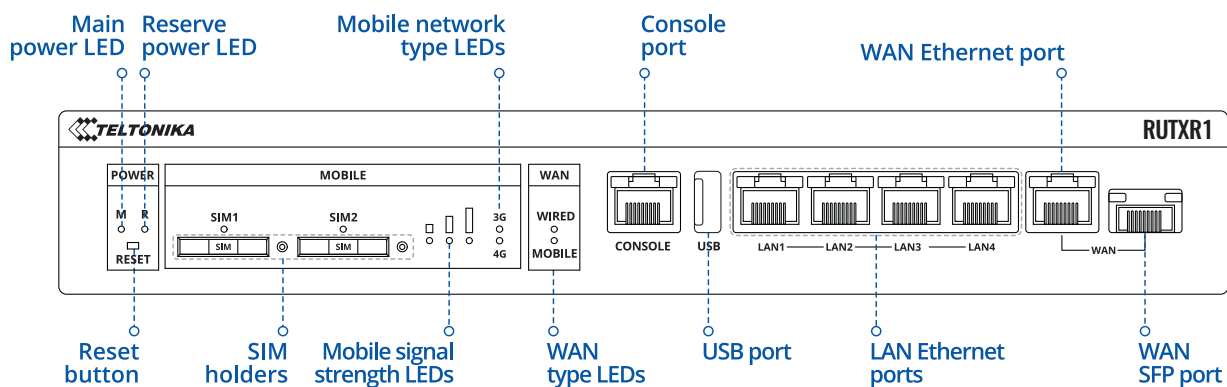 Main
power LED
Reserve
power LED
Mobile network
type LEDs
Console
port
WAN Ethernet port
TELTONIKA
RUTXR1
POWER
MOBILE
WAN
M R
SIM1
SIM2
3G
WIRED
SIM
SIM
4G
MOBILE
RESET
CONSOLE
USB
LAN1
LAN2
LAN3
LAN4
WAN
Reset
button
SIM
holders
Mobile signal
strength LEDs
WAN
type LEDs
USB port
LAN Ethernet
ports
WAN
SFP port